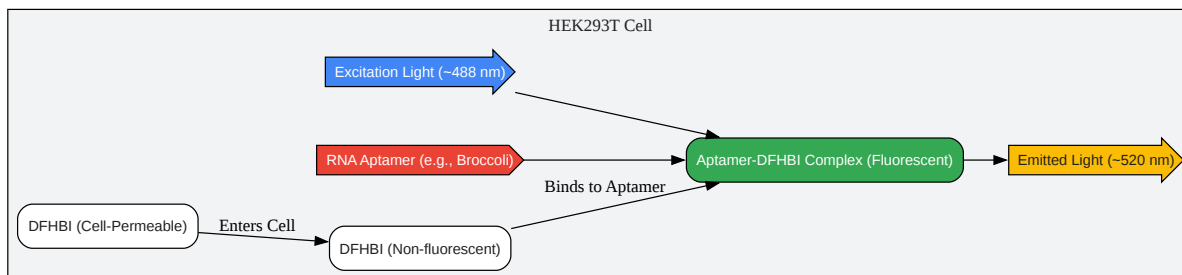 HEK293T Cell
Excitation Light (~488 nm)
RNA Aptamer (e.g., Broccoli)
Aptamer-DFHBI Complex (Fluorescent)
Emitted Light (~520 nm)
Binds to Aptamer
DFHBI (Cell-Permeable)
Enters Cell
DFHBI (Non-fluorescent)